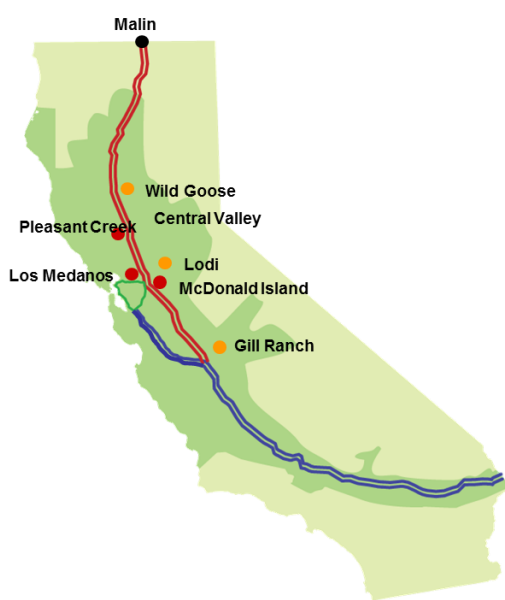 Malin
Wild Goose
Central Valley
Pleasant Creek
Lodi
Los Medanos
McDonald Island
Gill Ranch